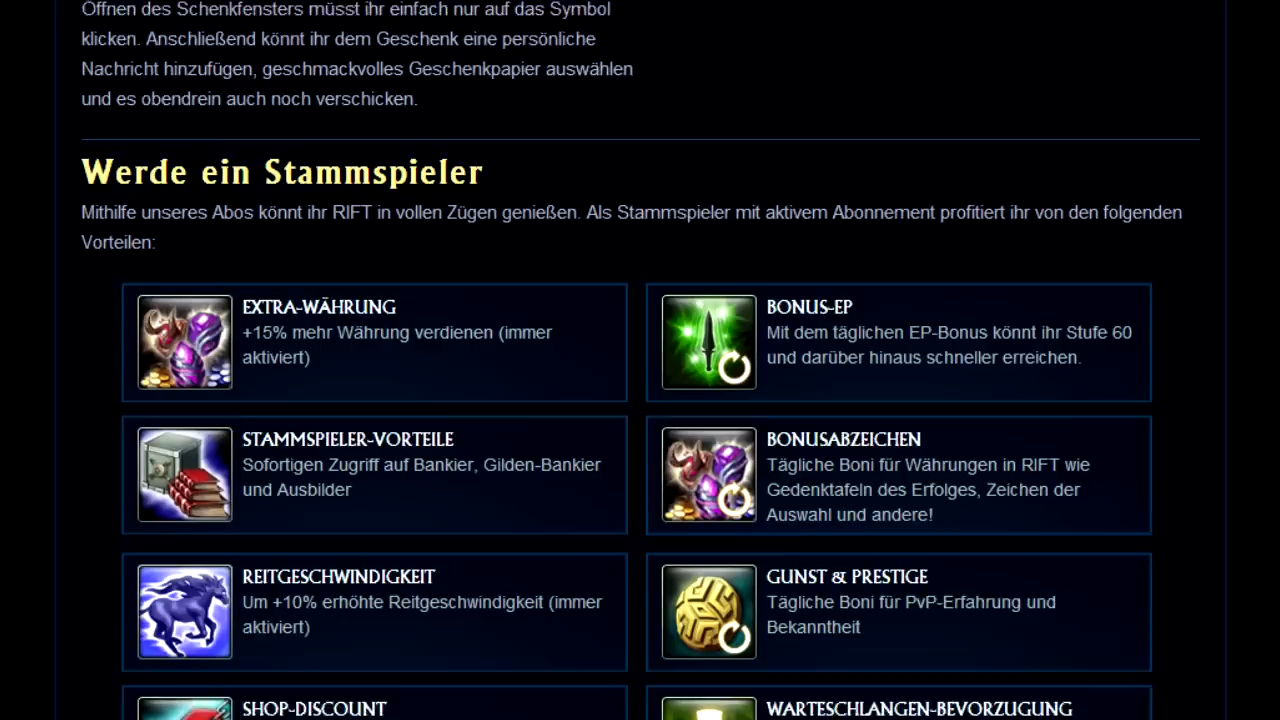 Öffnen des Schenkfensters müsst ihr einfach nur auf das Symbol
klicken. Anschließend könnt ihr dem Geschenk eine persönliche
Nachricht hinzufügen, geschmackvolles Geschenkpapier auswählen
und es obendrein auch noch verschicken.
Werde ein Stammspieler
Mithilfe unseres Abos könnt ihr RIFT in vollen Zügen genießen. Als Stammspieler mit aktivem Abonnement profitiert ihr von den folgenden
Vorteilen:
EXTRA-WÄHRUNG
+15% mehr Währung verdienen (immer
aktiviert)
BONUS-EP
Mit dem täglichen EP-Bonus könnt ihr Stufe 60
und darüber hinaus schneller erreichen.
STAMMSPIELER-VORTEILE
Sofortigen Zugriff auf Bankier, Gilden-Bankier
und Ausbilder
BONUSABZEICHEN
Tägliche Boni für Währungen in RIFT wie
Gedenktafeln des Erfolges, Zeichen der
Auswahl und andere!
REITGESCHWINDIGKEIT
Um +10% erhöhte Reitgeschwindigkeit (immer
aktiviert)
GUNST & PRESTIGE
Tägliche Boni für PvP-Erfahrung und
Bekanntheit
SHOP-DISCOUNT
WARTESCHLANGEN-BEVORZUGUNG